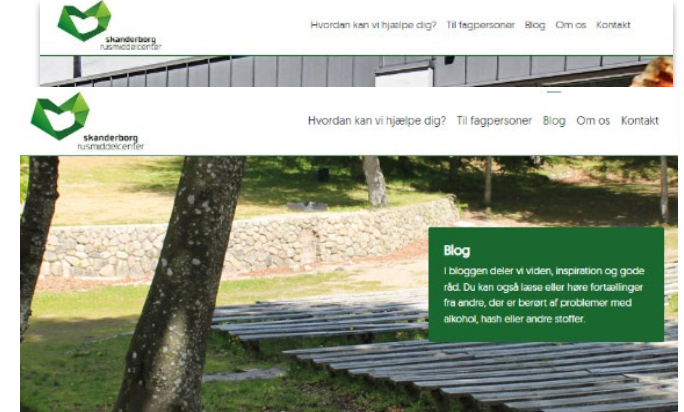 skanderborg
rusmiddelcenter
Hvordan kan vi hjælpe dig? Til fagpersoner Blog Om os Kontakt
skanderborg
rusmiddelcenter
Hvordan kan vi hjælpe dig? Til fagpersoner Blog Om os Kontakt
Blog
I bloggen deler vi viden, inspiration og gode
råd. Du kan også læse eller høre fortællinger
fra andre, der er berørt af problemer med
alkohol, hash eller andre stoffer.